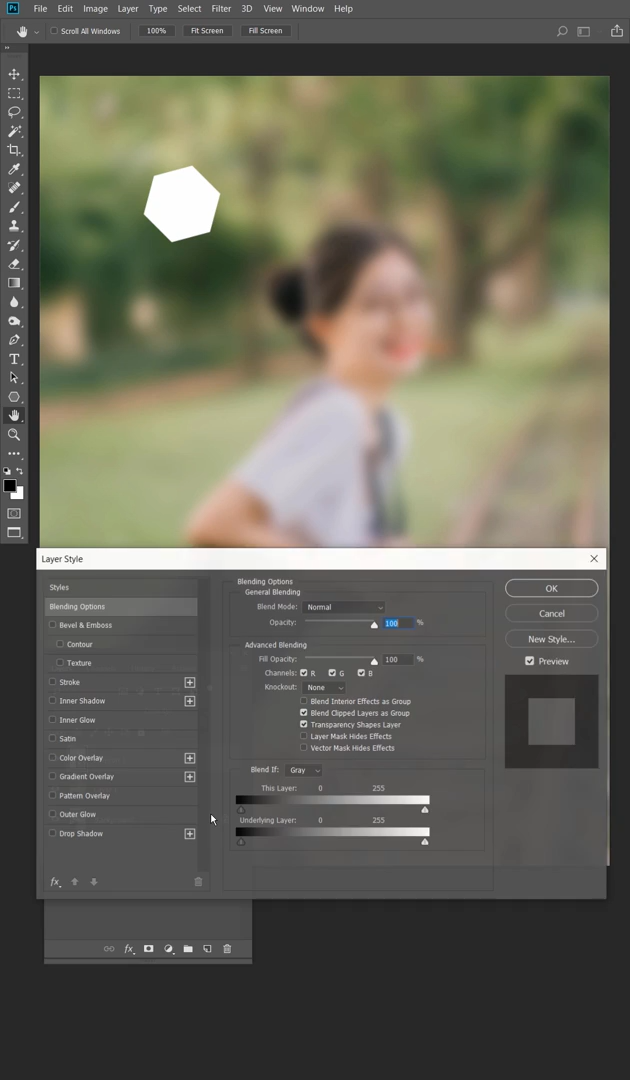 Ps File Edit Image Layer Type Select Filter 3D View Window Help
Scroll All Windows 100% Fit Screen Fill Screen
T
Layer Style
Styles
Blending Options
Bevel & Emboss
Contour
Texture
Stroke
Inner Shadow
Inner Glow
Satin
Color Overlay
Gradient Overlay
Pattern Overlay
Outer Glow
Drop Shadow
fx
Blending Options
General Blending
Blend Mode: Normal
Opacity: 100 %
Advanced Blending
Fill Opacity: 100 %
Channels: R G B
Knockout: None
Blend Interior Effects as Group
Blend Clipped Layers as Group
Transparency Shapes Layer
Layer Mask Hides Effects
Vector Mask Hides Effects
Blend If: Gray
This Layer: 0 255
Underlying Layer: 0 255
OK
Cancel
New Style...
Preview
fx